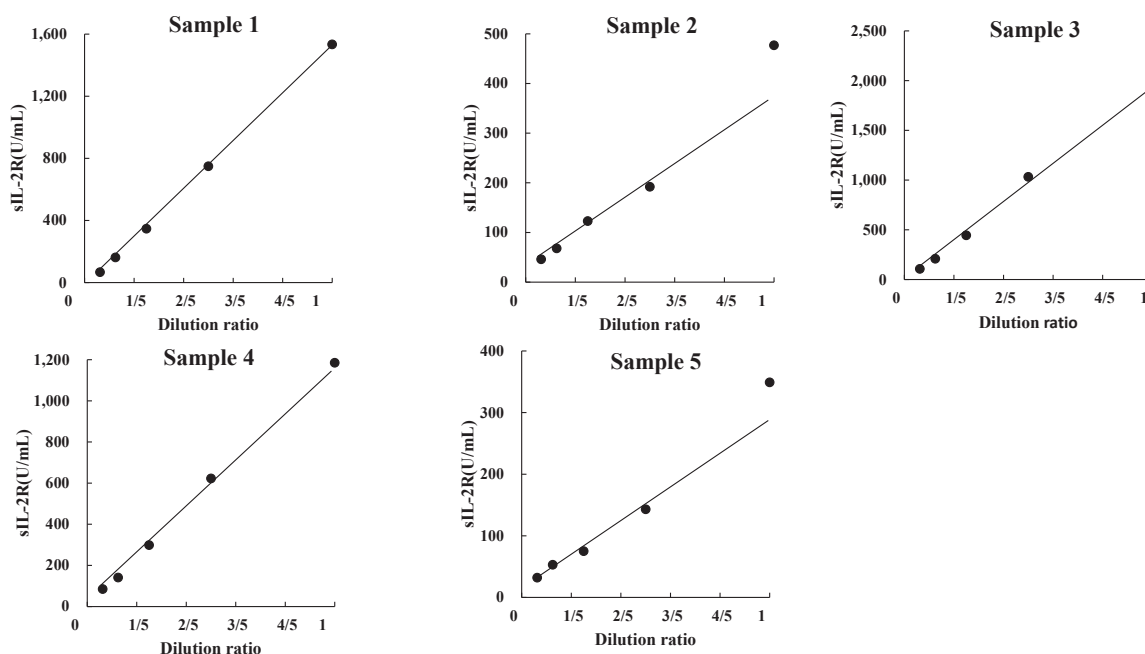 Sample 1
1,600
1,200
800
400
0
sIL-2R(U/mL)
0 1/5 2/5 3/5 4/5 1
Dilution ratio
Sample 2
500
400
300
200
100
0
sIL-2R(U/mL)
0 1/5 2/5 3/5 4/5 1
Dilution ratio
Sample 3
2,500
2,000
1,500
1,000
500
0
sIL-2R(U/mL)
0 1/5 2/5 3/5 4/5 1
Dilution ratio
Sample 4
1,200
1,000
800
600
400
200
0
sIL-2R(U/mL)
0 1/5 2/5 3/5 4/5 1
Dilution ratio
Sample 5
400
300
200
100
0
sIL-2R(U/mL)
0 1/5 2/5 3/5 4/5 1
Dilution ratio